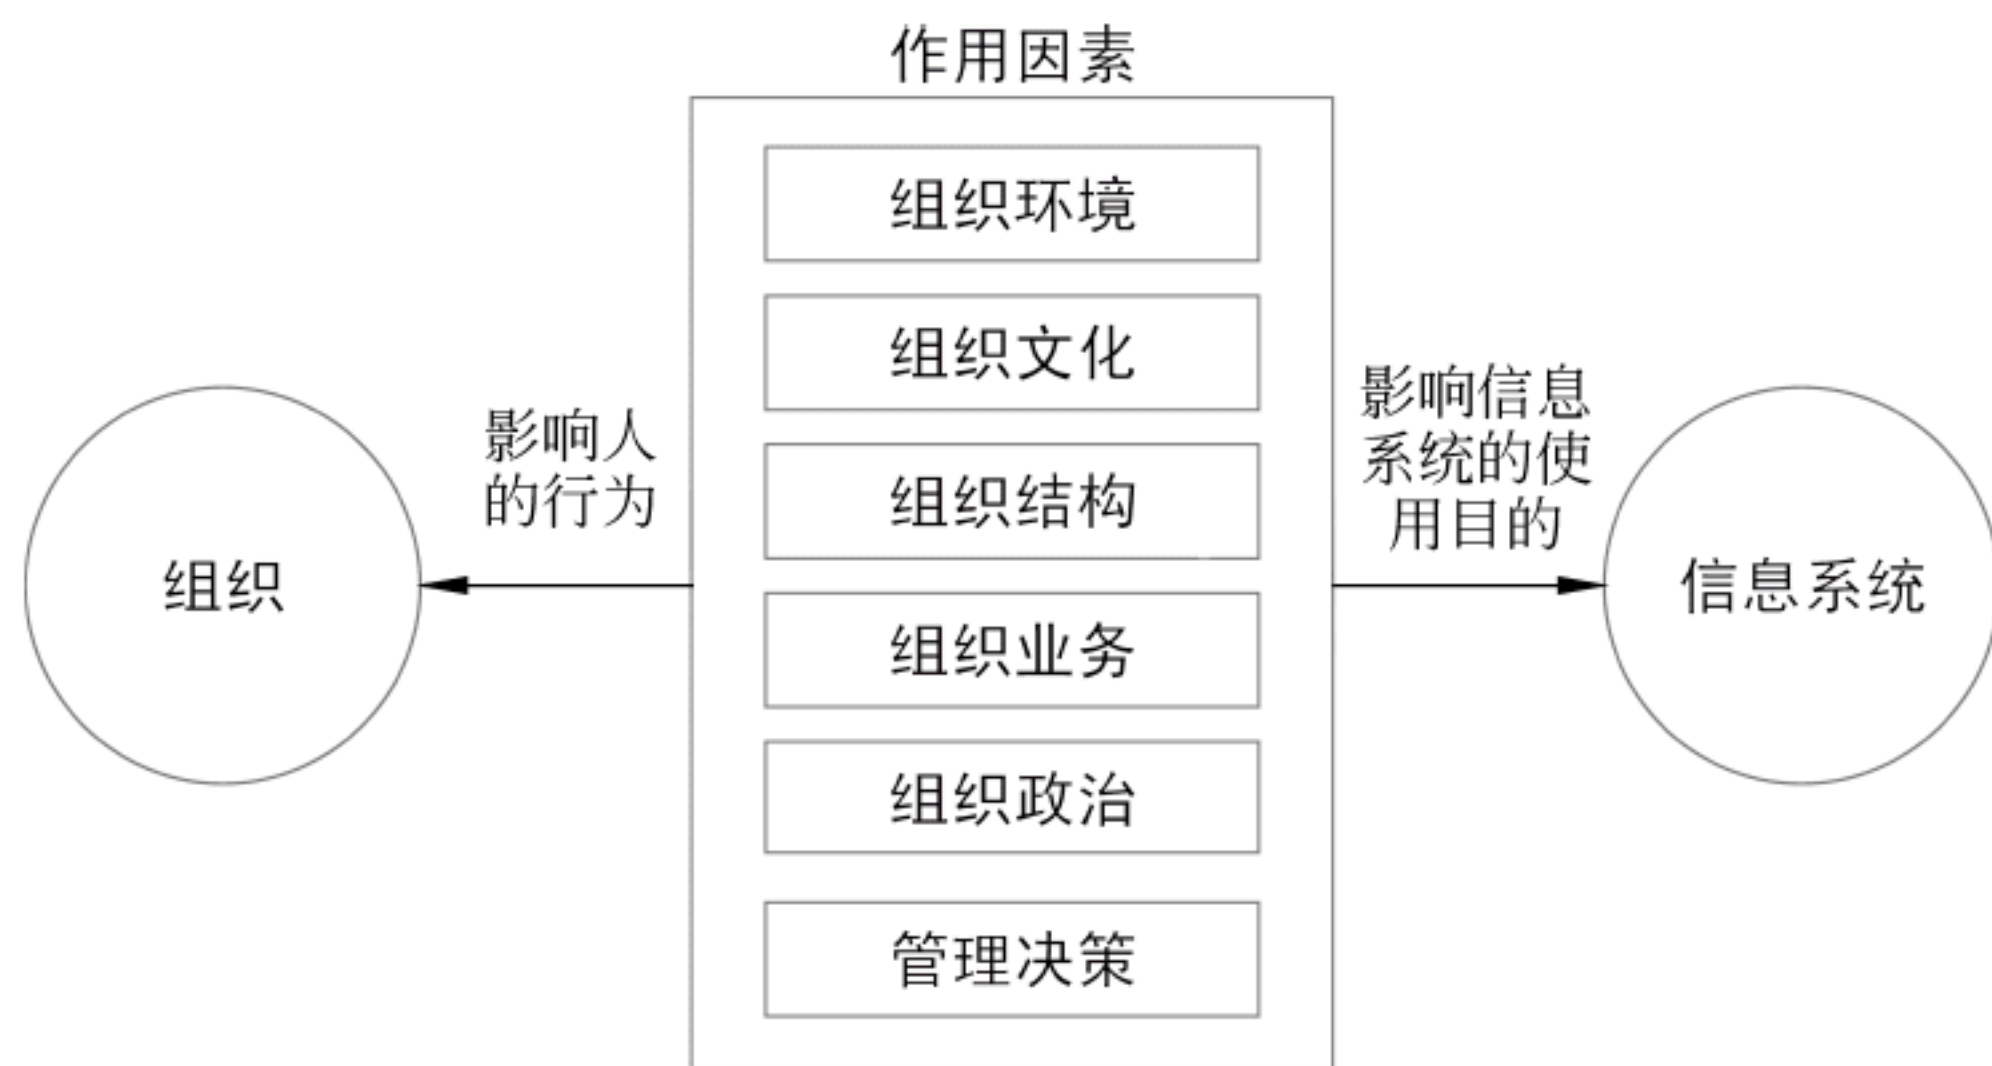 作用因素
组织环境
组织文化
组织结构
组织业务
组织政治
管理决策
影响人
的行为
组织
影响信息
系统的使
用目的
信息系统